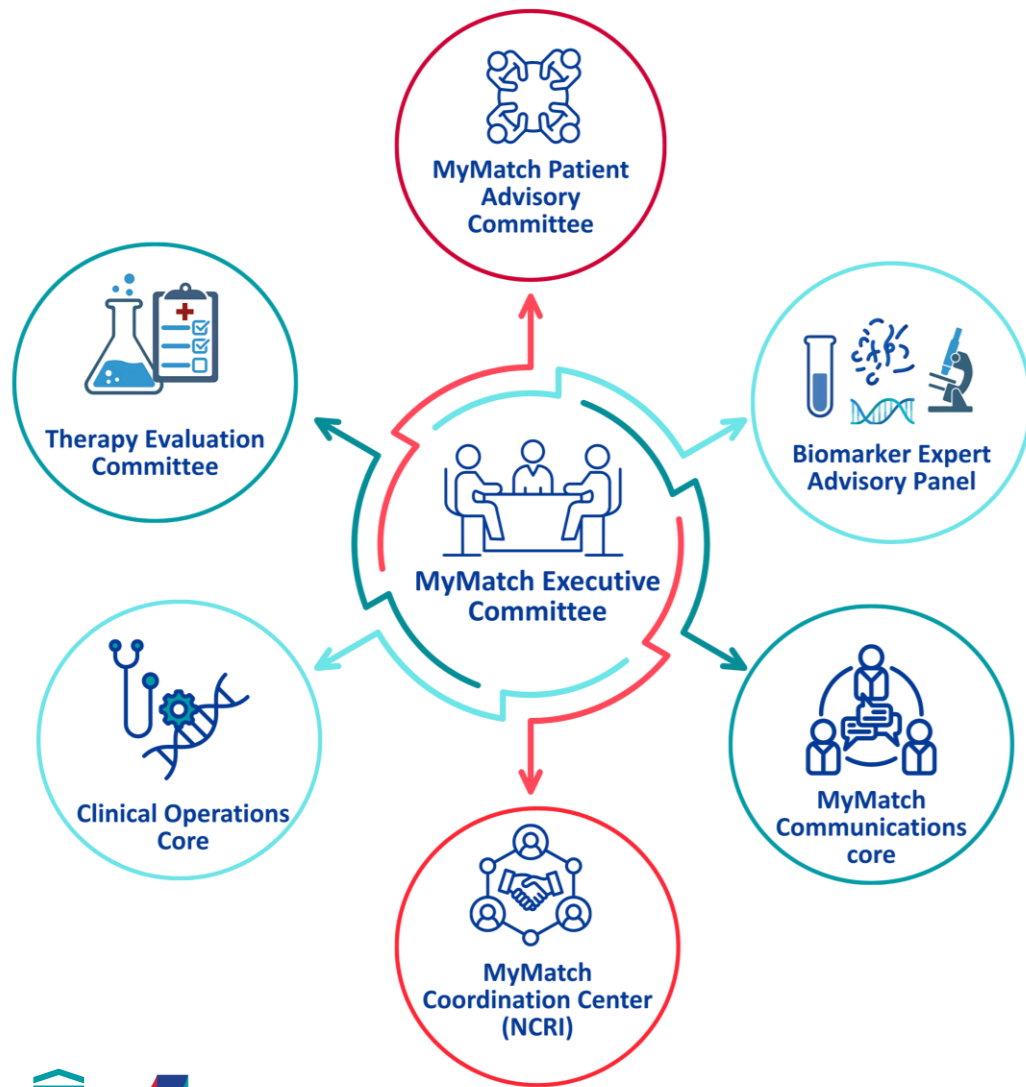 MyMatch Patient
Advisory
Committee
Therapy Evaluation
Committee
Biomarker Expert
Advisory Panel
MyMatch Executive
Committee
Clinical Operations
Core
MyMatch
Communications
core
MyMatch
Coordination Center
(NCRI)